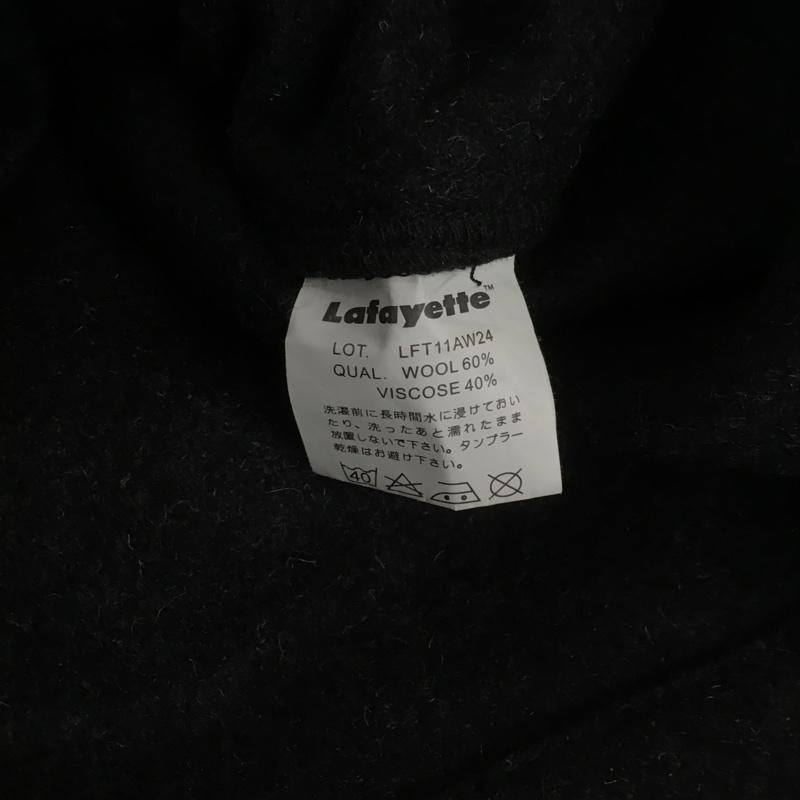 Lafayette™
LOT. LFT11AW24
QUAL. WOOL 60%
VISCOSE 40%
洗濯前に長時間水に浸けておい
たり、洗ったあと濡れたまま
放置しないで下さい。タンブラー
乾燥はお避け下さい。
40